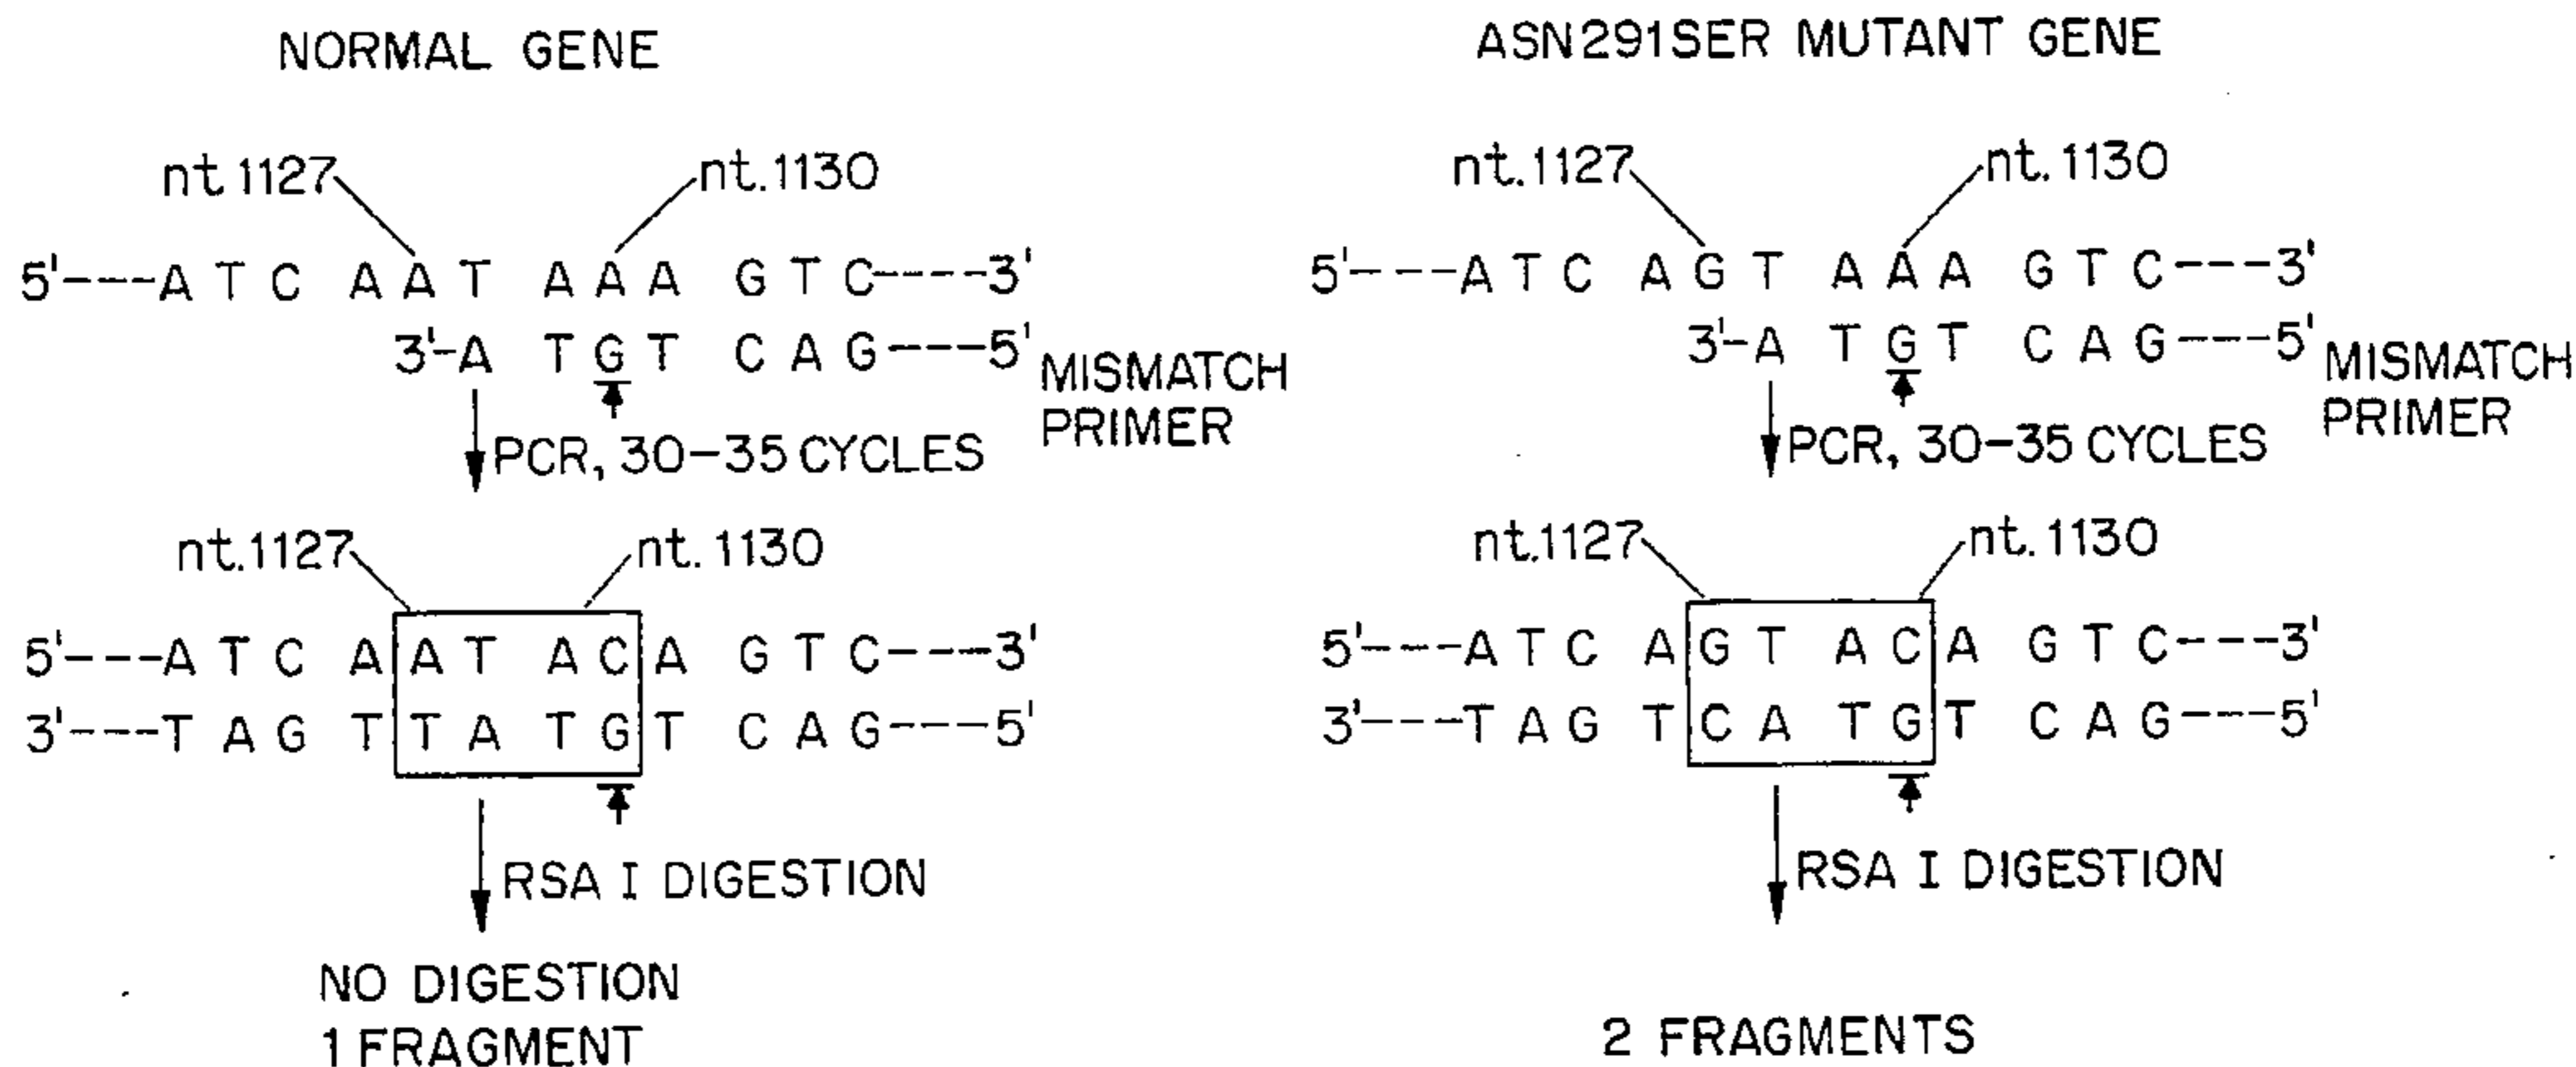 NORMAL GENE
nt.1127 nt.1130
5'---A T C A A T A A A G T C----3'
3'-A T G T C A G---5' MISMATCH
PRIMER
PCR, 30-35 CYCLES
nt.1127 nt.1130
5'---A T C A A T A C A G T C---3'
3'---T A G T T A T G T C A G---5'
RSA I DIGESTION
NO DIGESTION
1 FRAGMENT
ASN291SER MUTANT GENE
nt.1127 nt.1130
5'---A T C A G T A A A G T C---3'
3'-A T G T C A G---5' MISMATCH
PRIMER
PCR, 30-35 CYCLES
nt.1127 nt.1130
5'---A T C A G T A C A G T C---3'
3'---T A G T C A T G T C A G---5'
RSA I DIGESTION
2 FRAGMENTS